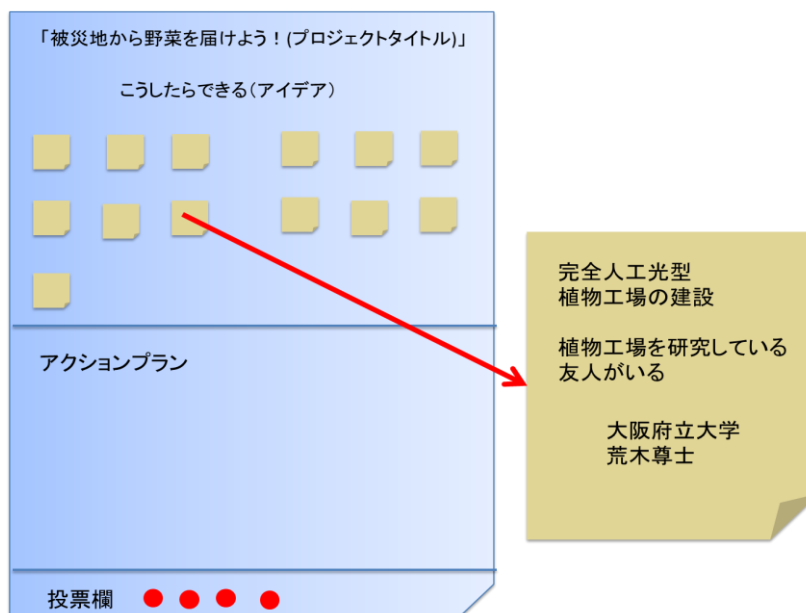 「被災地から野菜を届けよう！(プロジェクトタイトル)」
こうしたらできる(アイデア)
アクションプラン
投票欄
完全人工光型
植物工場の建設
植物工場を研究している
友人がいる
大阪府立大学
荒木尊士